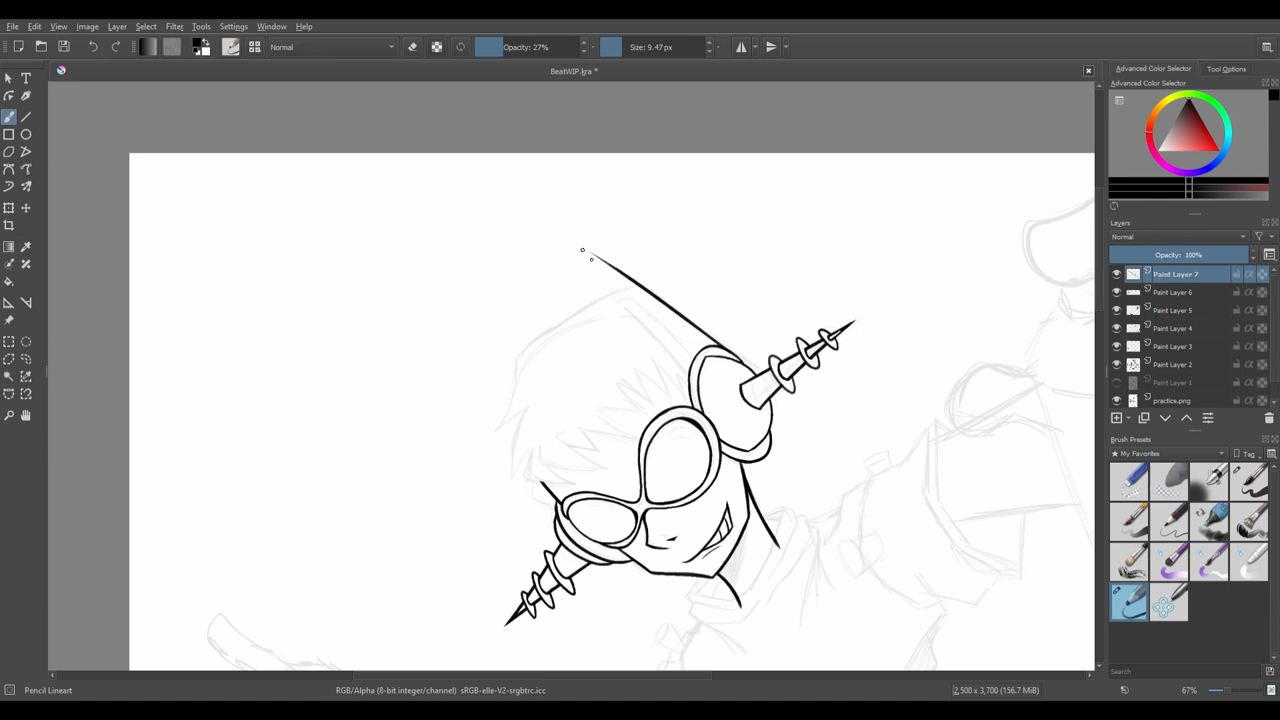 File Edit View Image Layer Select Filter Tools Settings Window Help
Normal Opacity: 27% Size: 9.47 px
BeatWIP.kra *
Advanced Color Selector Tool Options
Advanced Color Selector
Layers
Normal
Opacity: 100%
Paint Layer 7
Paint Layer 6
Paint Layer 5
Paint Layer 4
Paint Layer 3
Paint Layer 2
Paint Layer 1
practice.png
Brush Presets
My Favorites Tag
Search
Pencil Lineart RGB/Alpha (8-bit integer/channel) sRGB-elle-V2-srgbtrc.icc 2,500 x 3,700 (156.7 MiB) 67%